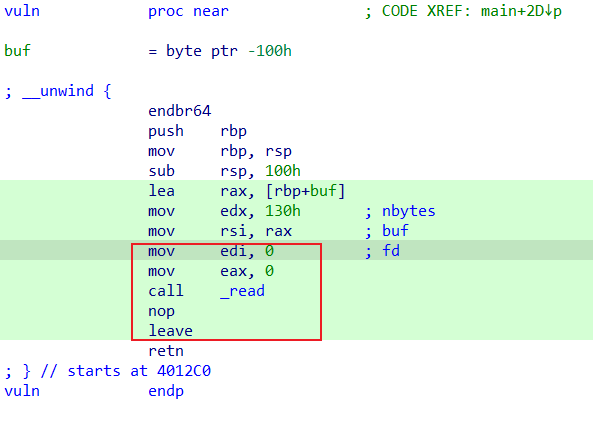 vuln proc near ; CODE XREF: main+2D↓p
buf = byte ptr -100h
; __unwind {
endbr64
push rbp
mov rbp, rsp
sub rsp, 100h
lea rax, [rbp+buf]
mov edx, 130h ; nbytes
mov rsi, rax ; buf
mov edi, 0 ; fd
mov eax, 0
call _read
nop
leave
retn
; } // starts at 4012C0
vuln endp